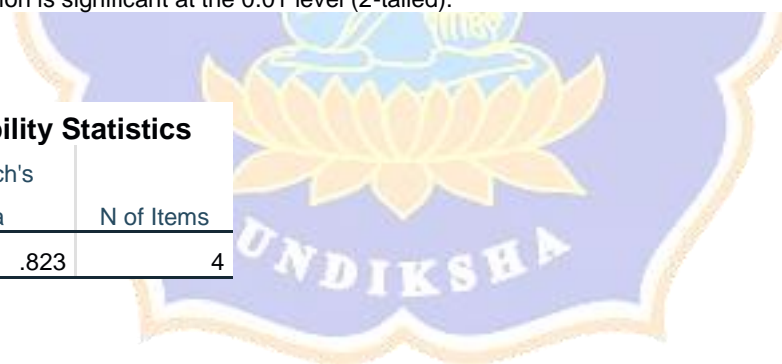 ion is significant at the 0.01 level (2-tailed).
bility Statistics
ch's
a N of Items
.823 4
UNDIKSHA